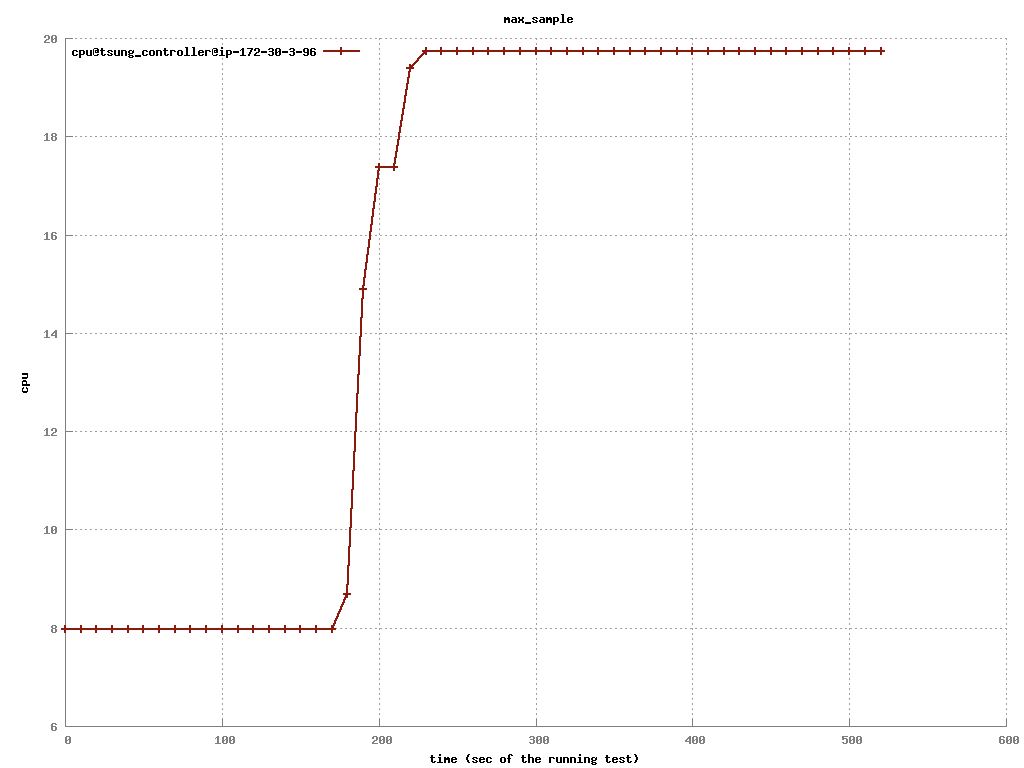 max_sample
cpu@tsung_controller@ip-172-30-3-96
20
18
16
14
12
10
8
6
cpu
0 100 200 300 400 500 600
time (sec of the running test)